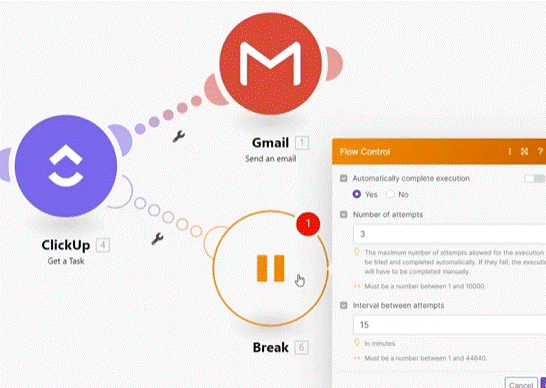 Gmail 1
Send an email
ClickUp 4
Get a Task
1
Break 6
Flow Control
Automatically complete execution
Yes No
Number of attempts
3
The maximum number of attempts allowed for the execution
be tried and completed automatically. If they fail, the executio
will have to be completed manually.
Must be a number between 1 and 10000.
Interval between attempts
15
In minutes
Must be a number between 1 and 44640.
Cancel